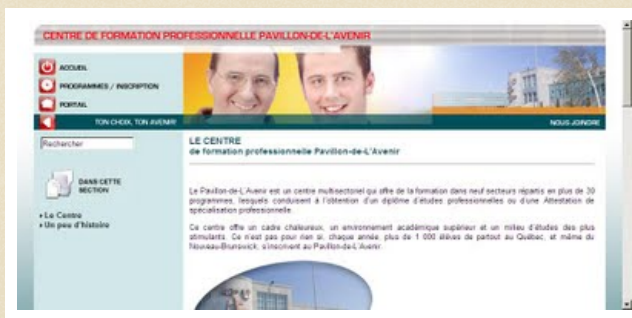 CENTRE DE FORMATION PROFESSIONNELLE PAVILLON-DE-L'AVENIR
ACCUEIL
PROGRAMMES / INSCRIPTION
PORTAIL
TON CHOIX, TON AVENIR!
NOUS JOINDRE
Rechercher
DANS CETTE
SECTION
Le Centre
Un peu d'histoire
LE CENTRE
de formation professionnelle Pavillon-de-L'Avenir
Le Pavillon-de-L'Avenir est un centre multisectoriel qui offre de la formation dans neuf secteurs répartis en plus de 30
programmes, lesquels conduisent à l'obtention d'un diplôme d'études professionnelles ou d'une Attestation de
spécialisation professionnelle.
Ce centre offre un cadre chaleureux, un environnement académique supérieur et un milieu d'études des plus
stimulants. Ce n'est pas pour rien si, chaque année, plus de 1 000 élèves de partout au Québec, et même du
Nouveau-Brunswick, s'inscrivent au Pavillon-de-L'Avenir.